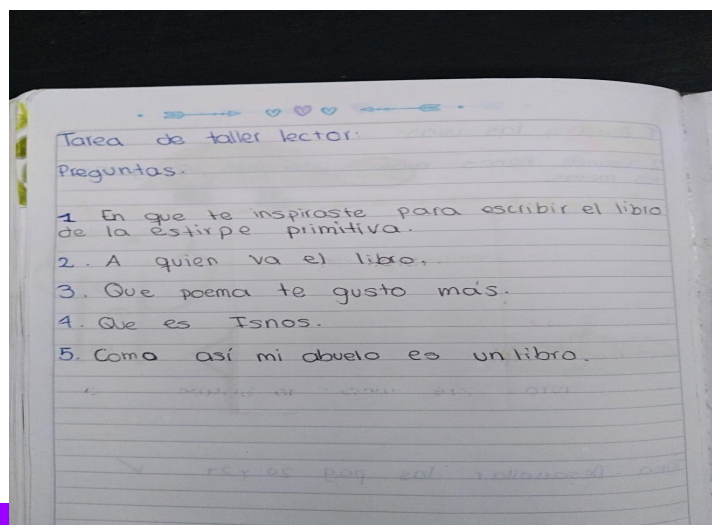 Tarea de taller lector:
Preguntas.
1 En que te inspiraste para escribir el libro
de la estirpe primitiva.
2. A quien va el libro.
3. Que poema te gusto más.
4. Que es Isnos.
5. Como así mi abuelo es un libro.